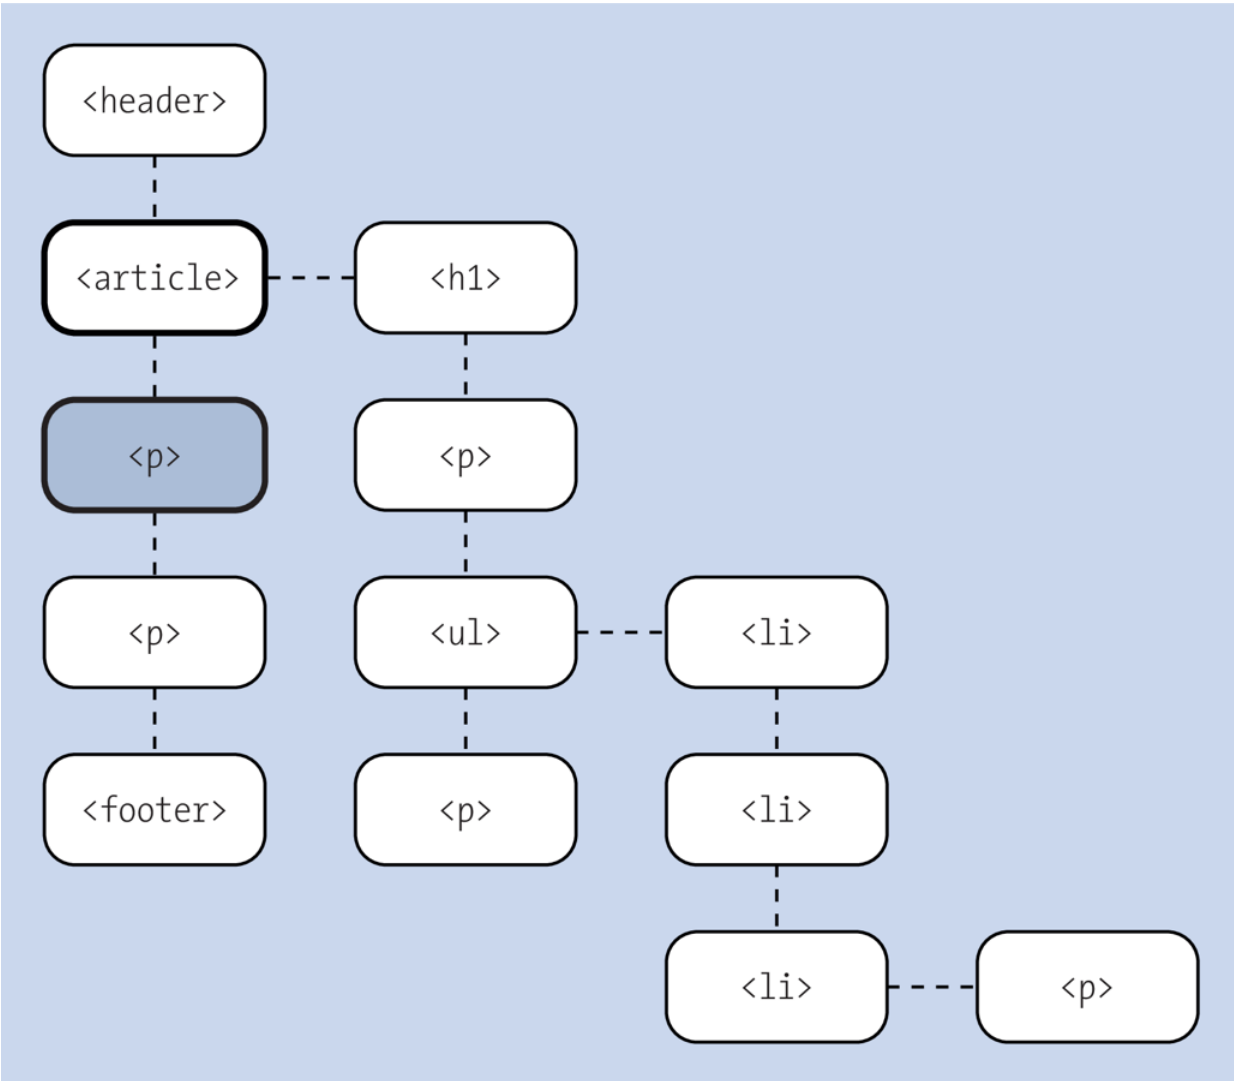 <header>
<article>
<h1>
<p>
<p>
<p>
<ul>
<li>
<footer>
<p>
<li>
<li>
<p>